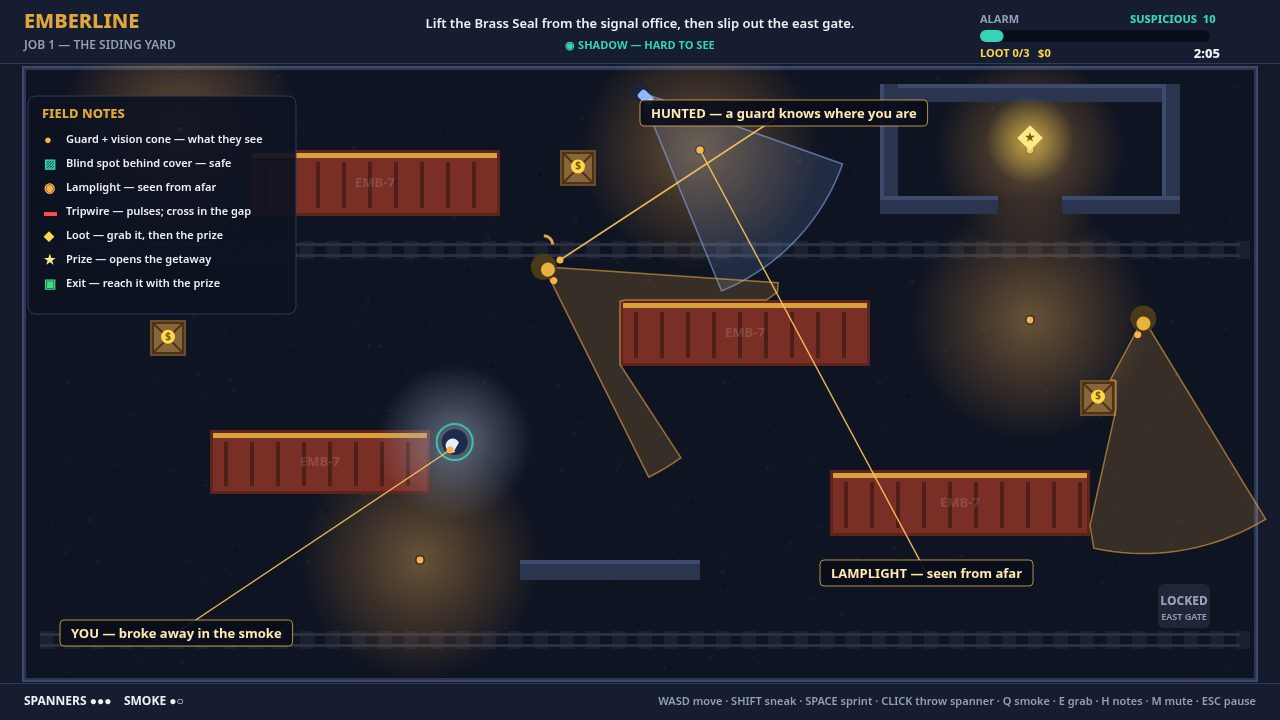 EMBERLINE
JOB 1 — THE SIDING YARD
Lift the Brass Seal from the signal office, then slip out the east gate.
◉ SHADOW — HARD TO SEE
ALARM
SUSPICIOUS 10
LOOT 0/3 $0
2:05
FIELD NOTES
Guard + vision cone — what they see
Blind spot behind cover — safe
Lamplight — seen from afar
Tripwire — pulses; cross in the gap
Loot — grab it, then the prize
Prize — opens the getaway
Exit — reach it with the prize
HUNTED — a guard knows where you are
EMB-7
$
EMB-7
$
$
EMB-7
EMB-7
LAMPLIGHT — seen from afar
LOCKED
EAST GATE
YOU — broke away in the smoke
SPANNERS ●●● SMOKE ●○
WASD move · SHIFT sneak · SPACE sprint · CLICK throw spanner · Q smoke · E grab · H notes · M mute · ESC pause